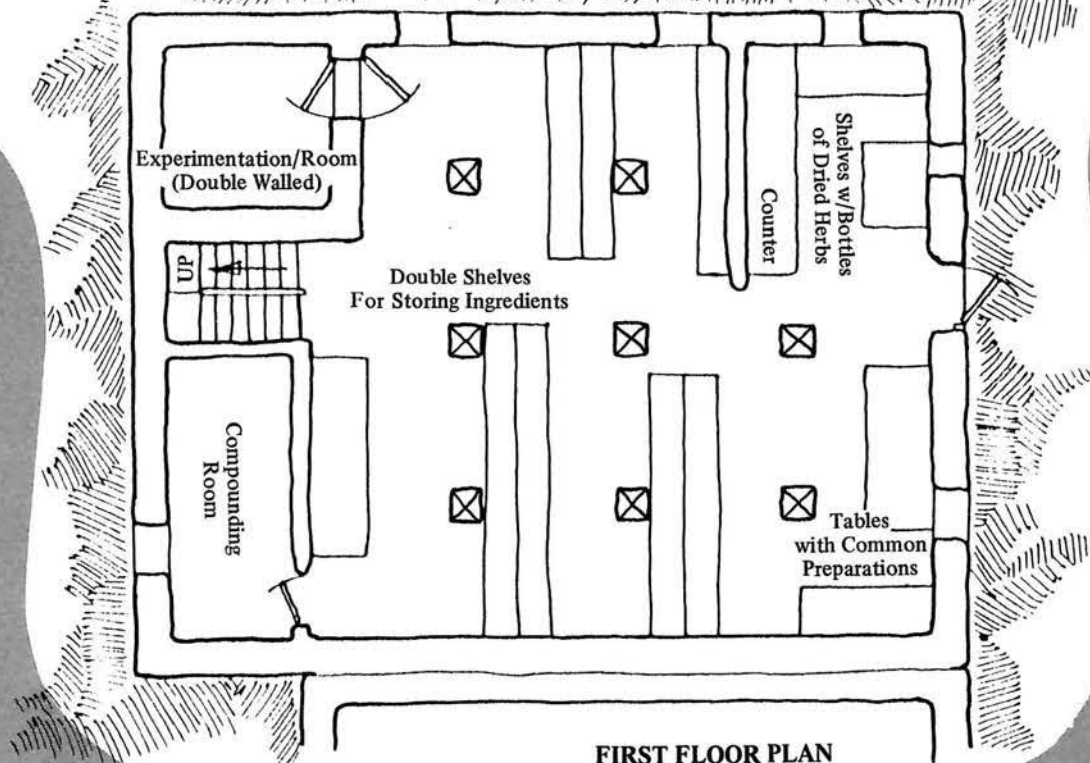 Experimentation/Room
(Double Walled)
Shelves w/Bottles
of Dried Herbs
Counter
UP
Double Shelves
For Storing Ingredients
Compounding
Room
Tables
with Common
Preparations
FIRST FLOOR PLAN